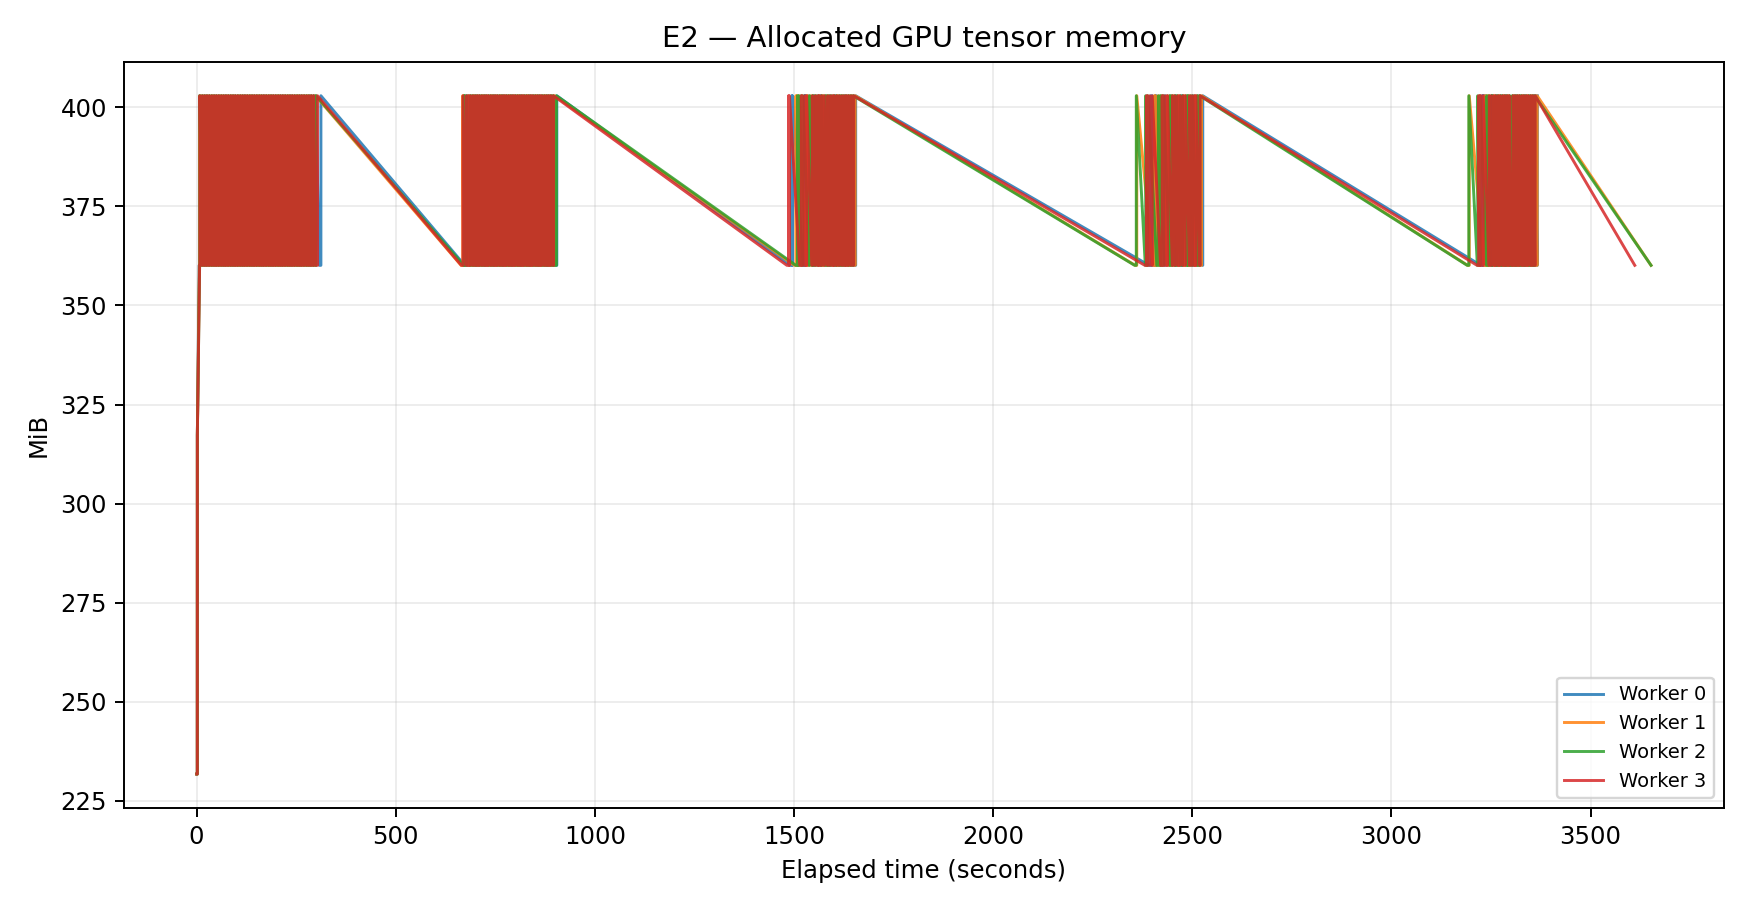 E2 — Allocated GPU tensor memory
MiB
400
375
350
325
300
275
250
225
0
500
1000
1500
2000
2500
3000
3500
Elapsed time (seconds)
Worker 0
Worker 1
Worker 2
Worker 3